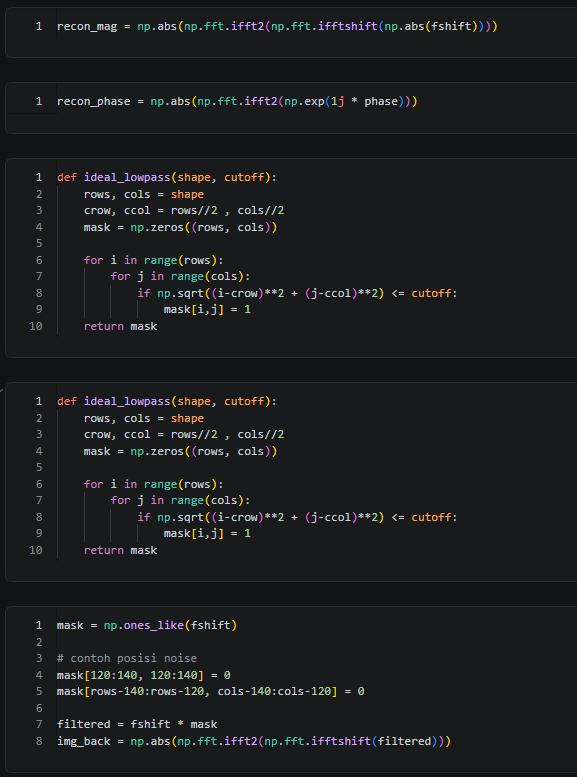 1 recon_mag = np.abs(np.fft.ifft2(np.fft.ifftshift(np.abs(fshift))))
1 recon_phase = np.abs(np.fft.ifft2(np.exp(1j * phase)))
1 def ideal_lowpass(shape, cutoff):
2     rows, cols = shape
3     crow, ccol = rows//2 , cols//2
4     mask = np.zeros((rows, cols))
5
6     for i in range(rows):
7         for j in range(cols):
8             if np.sqrt((i-crow)**2 + (j-ccol)**2) <= cutoff:
9                 mask[i,j] = 1
10     return mask
1 def ideal_lowpass(shape, cutoff):
2     rows, cols = shape
3     crow, ccol = rows//2 , cols//2
4     mask = np.zeros((rows, cols))
5
6     for i in range(rows):
7         for j in range(cols):
8             if np.sqrt((i-crow)**2 + (j-ccol)**2) <= cutoff:
9                 mask[i,j] = 1
10     return mask
1 mask = np.ones_like(fshift)
2
3 # contoh posisi noise
4 mask[120:140, 120:140] = 0
5 mask[rows-140:rows-120, cols-140:cols-120] = 0
6
7 filtered = fshift * mask
8 img_back = np.abs(np.fft.ifft2(np.fft.ifftshift(filtered)))